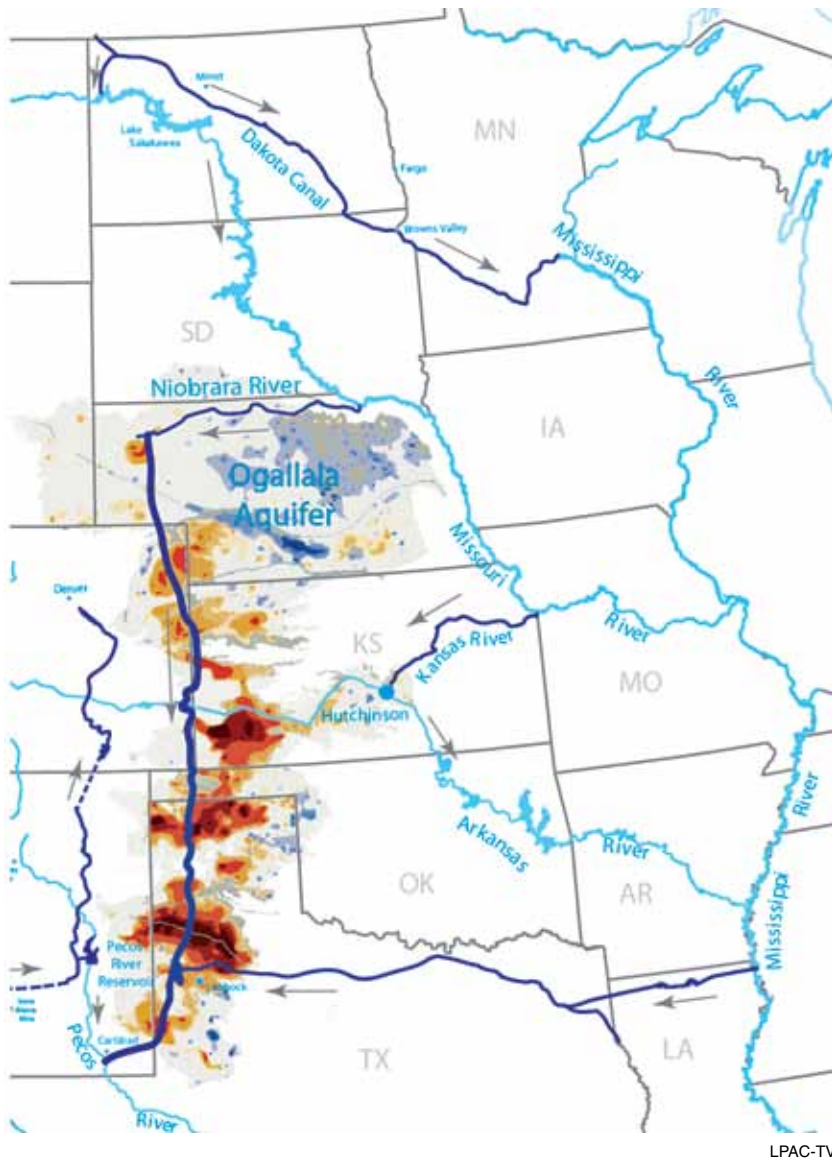 Minot
Lake
Sakakawea
Dakota Canal
Fargo
MN
Browns Valley
Mississippi
River
SD
Niobrara River
IA
Ogallala
Aquifer
Missouri
River
Denver
KS
Kansas River
MO
Hutchinson
Arkansas
River
River
OK
AR
Mississippi
Pecos
River
Reservoir
Lubbock
Carlsbad
Pecos
River
TX
LA
LPAC-TV